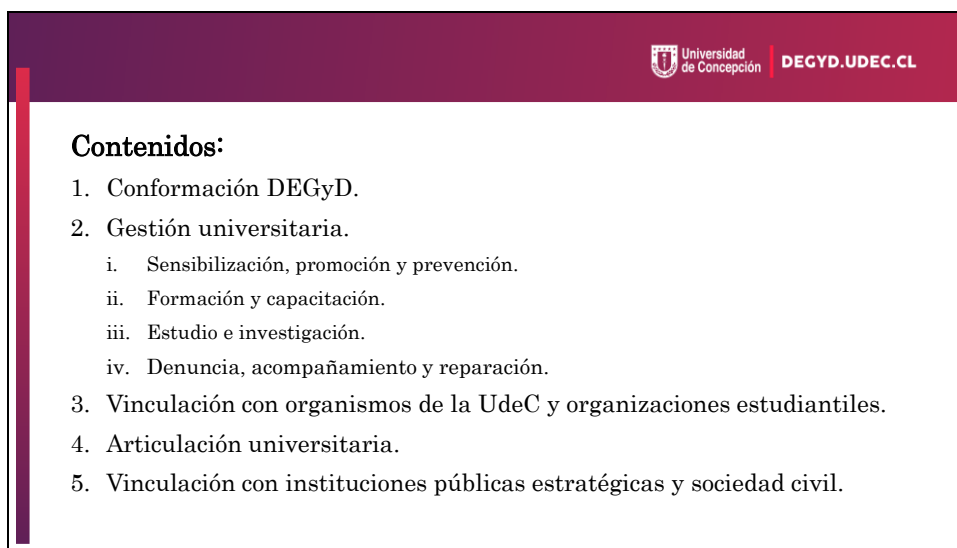 Universidad
de Concepción
DEGYD.UDEC.CL
Contenidos:
1. Conformación DEGyD.
2. Gestión universitaria.
i. Sensibilización, promoción y prevención.
ii. Formación y capacitación.
iii. Estudio e investigación.
iv. Denuncia, acompañamiento y reparación.
3. Vinculación con organismos de la UdeC y organizaciones estudiantiles.
4. Articulación universitaria.
5. Vinculación con instituciones públicas estratégicas y sociedad civil.